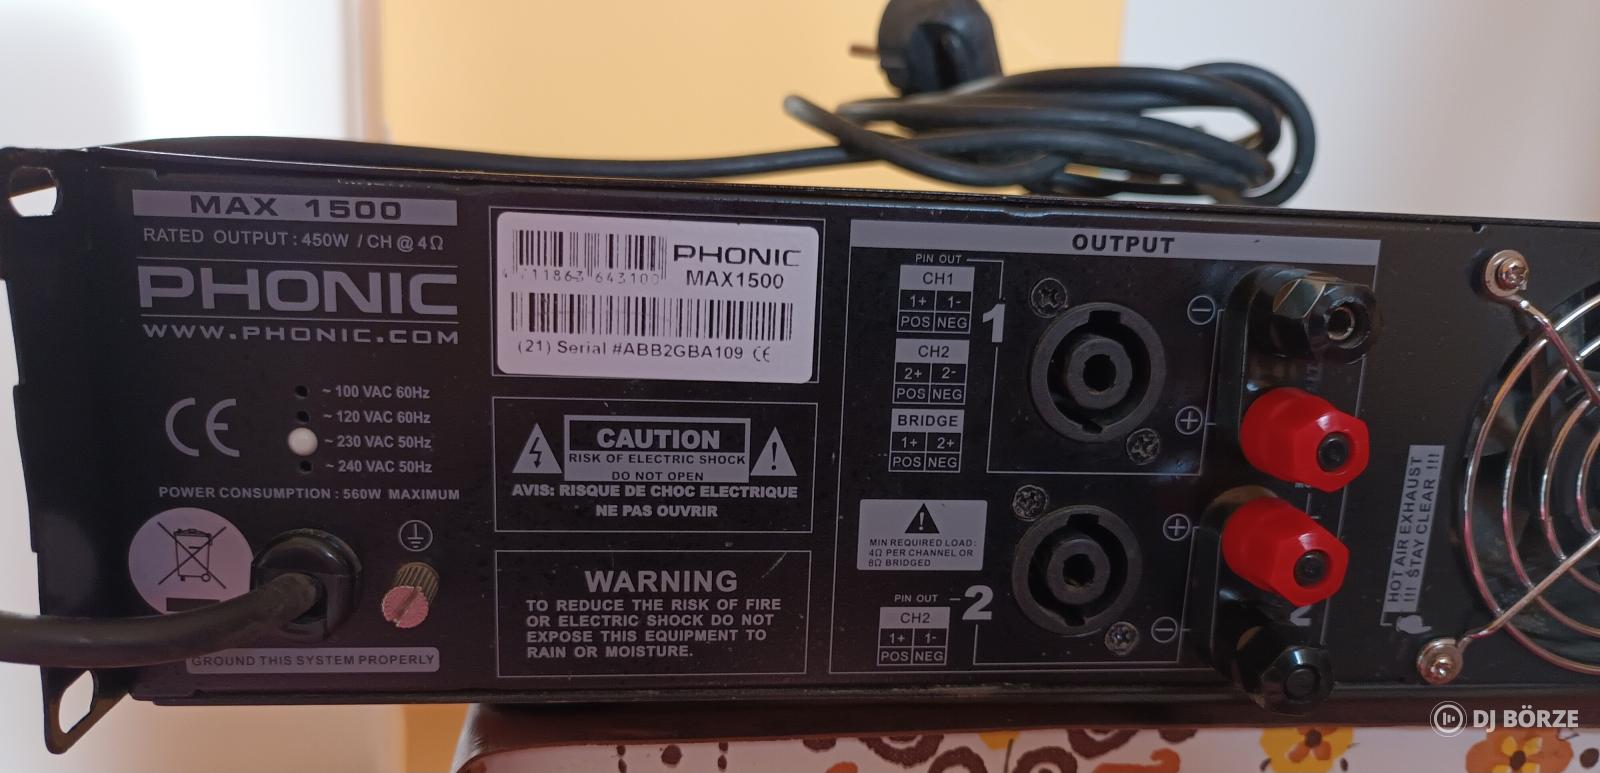 MAX 1500
RATED OUTPUT : 450W / CH @ 4Ω
PHONIC
WWW.PHONIC.COM
~ 100 VAC 60Hz
~ 120 VAC 60Hz
~ 230 VAC 50Hz
~ 240 VAC 50Hz
CE
POWER CONSUMPTION : 560W MAXIMUM
GROUND THIS SYSTEM PROPERLY
PHONIC
MAX1500
(21) Serial #ABB2GBA109 CE
CAUTION
RISK OF ELECTRIC SHOCK
DO NOT OPEN
AVIS: RISQUE DE CHOC ELECTRIQUE
NE PAS OUVRIR
WARNING
TO REDUCE THE RISK OF FIRE
OR ELECTRIC SHOCK DO NOT
EXPOSE THIS EQUIPMENT TO
RAIN OR MOISTURE.
OUTPUT
PIN OUT
CH1
1+ 1-
POS NEG
1
CH2
2+ 2-
POS NEG
BRIDGE
1+ 2+
POS NEG
MIN REQUIRED LOAD:
4Ω PER CHANNEL OR
8Ω BRIDGED
PIN OUT
2
CH2
1+ 1-
POS NEG
2
HOT AIR EXHAUST
!!! STAY CLEAR !!!
DJ BÖRZE